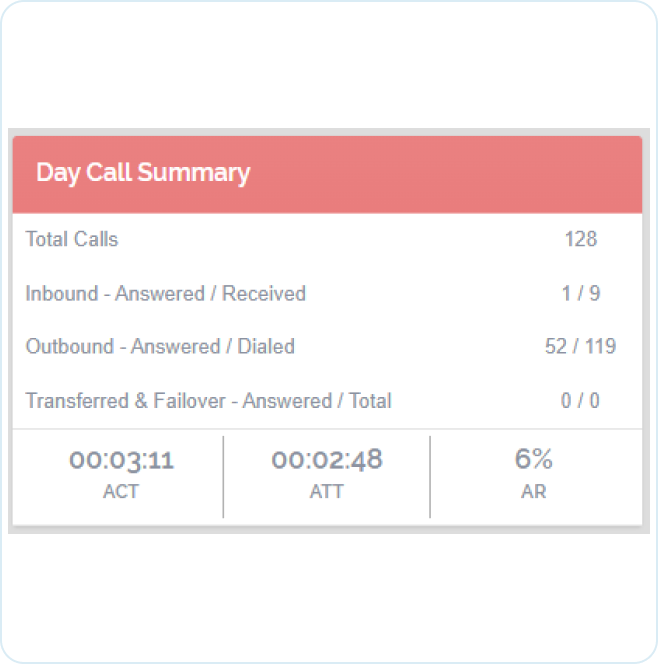 Day Call Summary
Total Calls 128
Inbound - Answered / Received 1 / 9
Outbound - Answered / Dialed 52 / 119
Transferred & Failover - Answered / Total 0 / 0
00:03:11 00:02:48 6%
ACT ATT AR